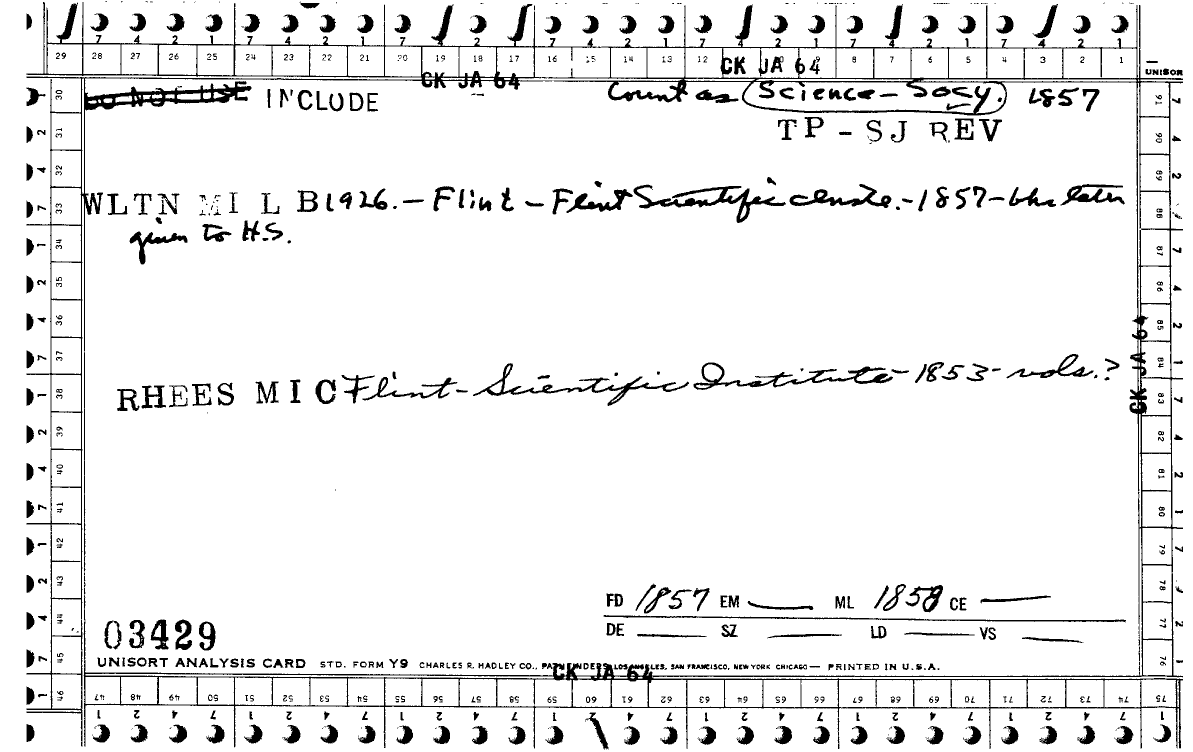 7 4 2 1 7 4 2 1 7 4 2 1 7 2 1 7 4 2 1 7 2 1 7 4 2 1 7 4 2 1
29 28 27 26 25 24 23 22 21 20 19 18 17 16 15 14 13 12 8 7 6 5 4 3 2 1
CK JA 64 CK JA 64
UNISOR
DO NOT USE INCLUDE Count as Science-Socy. 1857
TP-SJ REV
WLTN MI L B1926.-Flint-Flint Scientific -1857- later
given to H.S.
RHEES MIC Flint-Scientific Institute-1853-vols.?
CK JA 64
FD 1857 EM ML 1858 CE
DE SZ LD VS
03429
UNISORT ANALYSIS CARD STD. FORM Y9 CHARLES R. HADLEY CO., PATHFINDERS, LOS ANGELES, SAN FRANCISCO, NEW YORK CHICAGO— PRINTED IN U.S.A.
CK JA 64
30 31 32 33 34 35 36 37 38 39 40 41 42 43 44 45 46
91 90 89 88 87 86 85 84 83 82 81 80 79 78 77 76 75
47 48 49 50 51 52 53 54 55 56 57 58 59 60 61 62 63 64 65 66 67 68 69 70 71 72 73 74
1 2 4 7 1 2 4 7 1 2 4 7 1 2 4 7 1 2 4 7 1 2 4 7 1 2 4 7 1